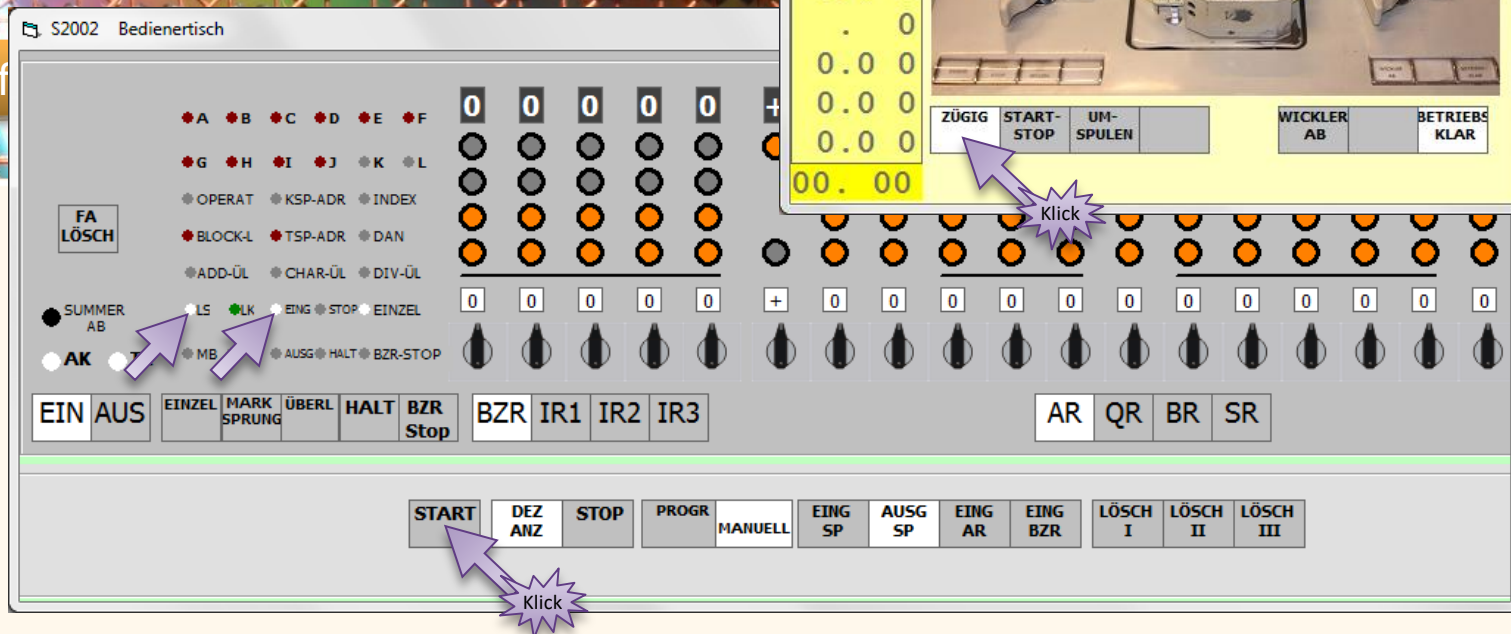 S2002 Bedienertisch
f
. 0
0.0 0
0.0 0
0.0 0
00. 00
ZÜGIG START-STOP UM-SPULEN WICKLER AB BETRIEBS KLAR
Klick
0 0 0 0 0 +
A B C D E F
G H I J K L
OPERAT KSP-ADR INDEX
FA LÖSCH
BLOCK-L TSP-ADR DAN
ADD-ÜL CHAR-ÜL DIV-ÜL
0 0 0 0 0 + 0 0 0 0 0 0 0 0 0 0 0 0
SUMMER AB
LS LK EING STOP EINZEL
AK
MB AUSG HALT BZR-STOP
EIN AUS EINZEL MARK SPRUNG ÜBERL HALT BZR Stop BZR IR1 IR2 IR3 AR QR BR SR
START DEZ ANZ STOP PROGR MANUELL EING SP AUSG SP EING AR EING BZR LÖSCH I LÖSCH II LÖSCH III
Klick